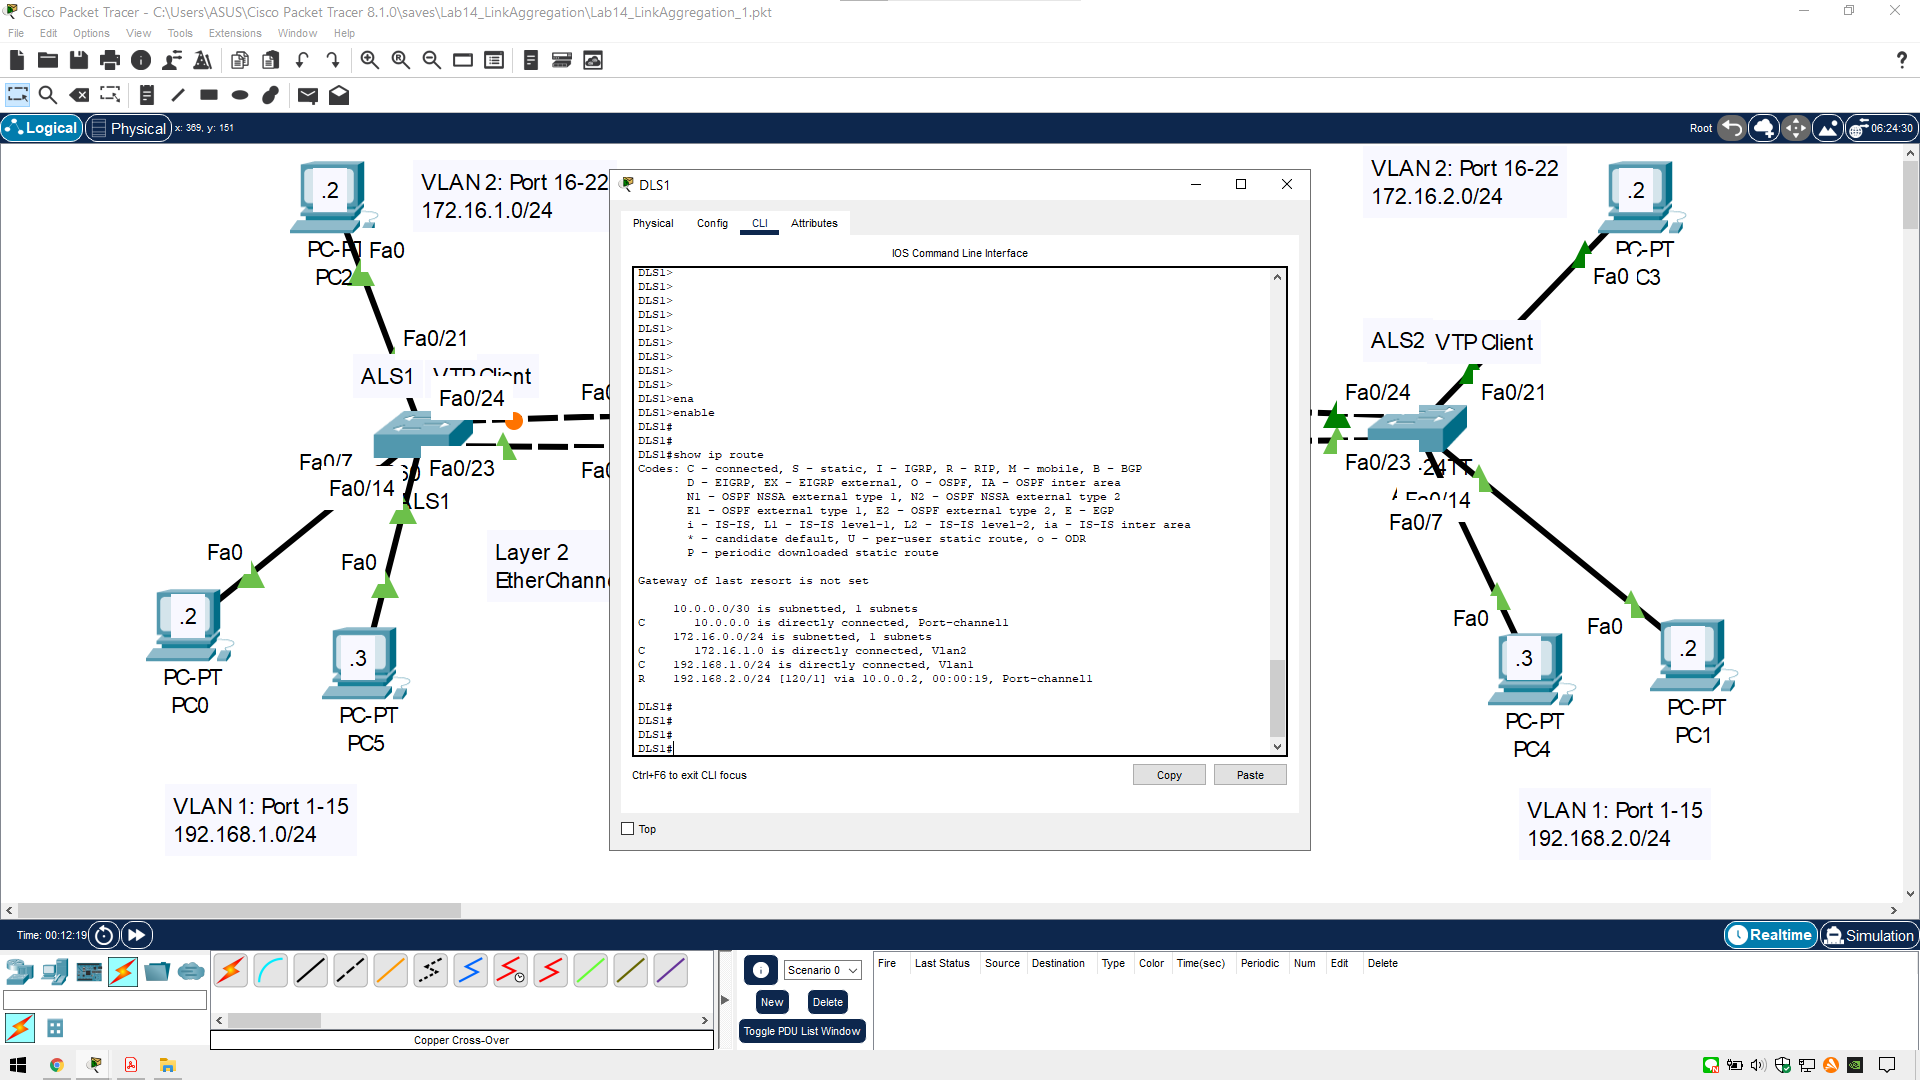 Cisco Packet Tracer - C:\Users\ASUS\Cisco Packet Tracer 8.1.0\saves\Lab14_LinkAggregation\Lab14_LinkAggregation_1.pkt
File Edit Options View Tools Extensions Window Help
Logical Physical x: 369, y: 151 Root 06:24:30
.2
PC-PT Fa0
PC2
VLAN 2: Port 16-22
172.16.1.0/24
Fa0/21
ALS1 VTP Client
Fa0/24
Fa0/7
Fa0/23
Fa0/14
ALS1
Fa0
Fa0
Layer 2
.2
PC-PT
PC0
.3
PC-PT
PC5
VLAN 1: Port 1-15
192.168.1.0/24
DLS1
Physical Config CLI Attributes
IOS Command Line Interface
DLS1>
DLS1>
DLS1>
DLS1>
DLS1>
DLS1>
DLS1>
DLS1>
DLS1>
DLS1>ena
DLS1>enable
DLS1#
DLS1#
DLS1#show ip route
Codes: C - connected, S - static, I - IGRP, R - RIP, M - mobile, B - BGP
D - EIGRP, EX - EIGRP external, O - OSPF, IA - OSPF inter area
N1 - OSPF NSSA external type 1, N2 - OSPF NSSA external type 2
E1 - OSPF external type 1, E2 - OSPF external type 2, E - EGP
i - IS-IS, L1 - IS-IS level-1, L2 - IS-IS level-2, ia - IS-IS inter area
* - candidate default, U - per-user static route, o - ODR
P - periodic downloaded static route
Gateway of last resort is not set
10.0.0.0/30 is subnetted, 1 subnets
C 10.0.0.0 is directly connected, Port-channel1
172.16.0.0/24 is subnetted, 1 subnets
C 172.16.1.0 is directly connected, Vlan2
C 192.168.1.0/24 is directly connected, Vlan1
R 192.168.2.0/24 [120/1] via 10.0.0.2, 00:00:19, Port-channel1
DLS1#
DLS1#
DLS1#
DLS1#
Ctrl+F6 to exit CLI focus
Copy Paste
Top
VLAN 2: Port 16-22
172.16.2.0/24
.2
PC-PT
Fa0 C3
ALS2 VTP Client
Fa0/24
Fa0/21
Fa0/23
Fa0/14
Fa0/7
Fa0
Fa0
.3
PC-PT
PC4
.2
PC-PT
PC1
VLAN 1: Port 1-15
192.168.2.0/24
Time: 00:12:19
Realtime Simulation
Scenario 0
New Delete
Toggle PDU List Window
Fire Last Status Source Destination Type Color Time(sec) Periodic Num Edit Delete
Copper Cross-Over